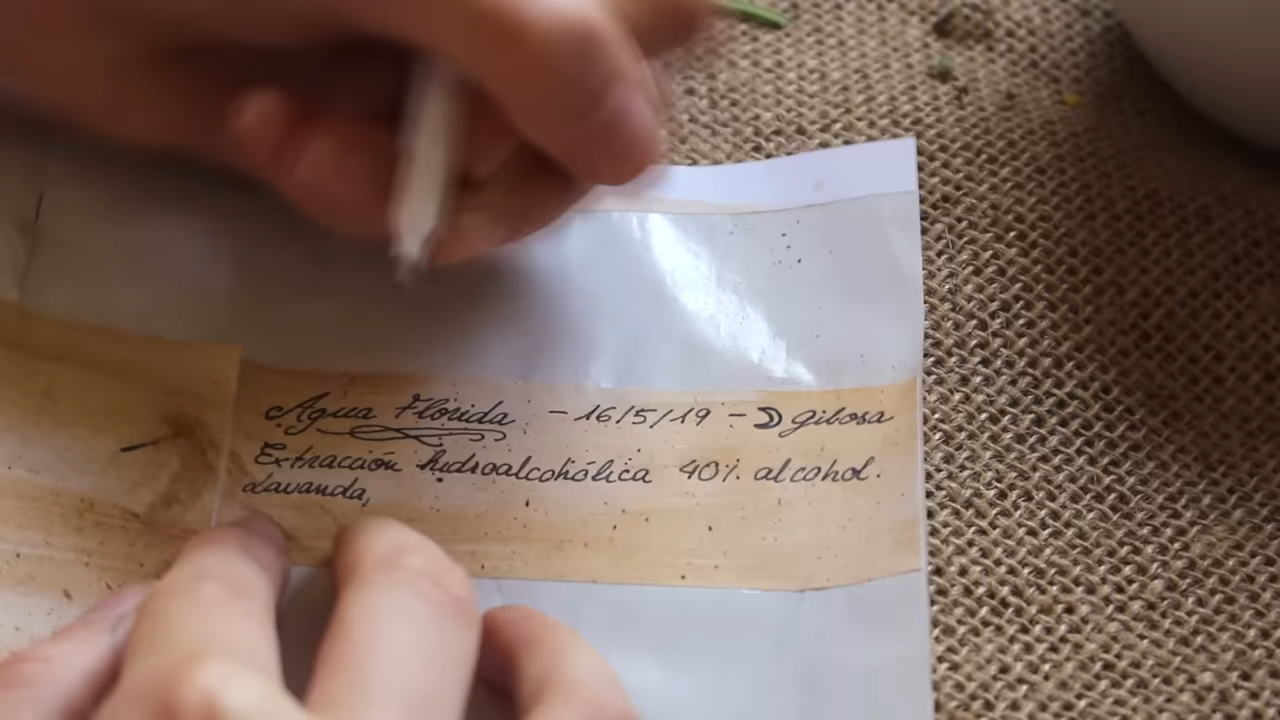 Agua Florida - 16/5/19 - ☽ gibosa
Extracción hidroalcohólica 40% alcohol.
Lavanda,